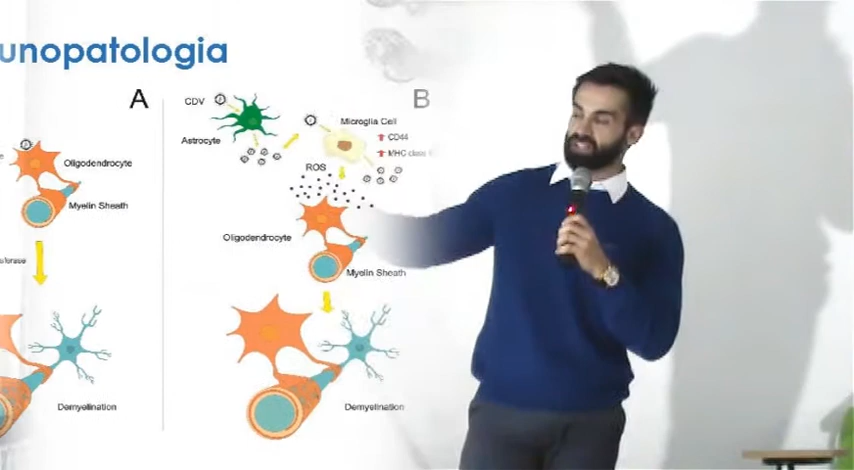 unopatologia
A
Oligodendrocyte
Myelin Sheath
Demyelination
B
CDV
Astrocyte
Microglia Cell
CD44
MHC class
ROS
Oligodendrocyte
Myelin Sheath
Demyelination